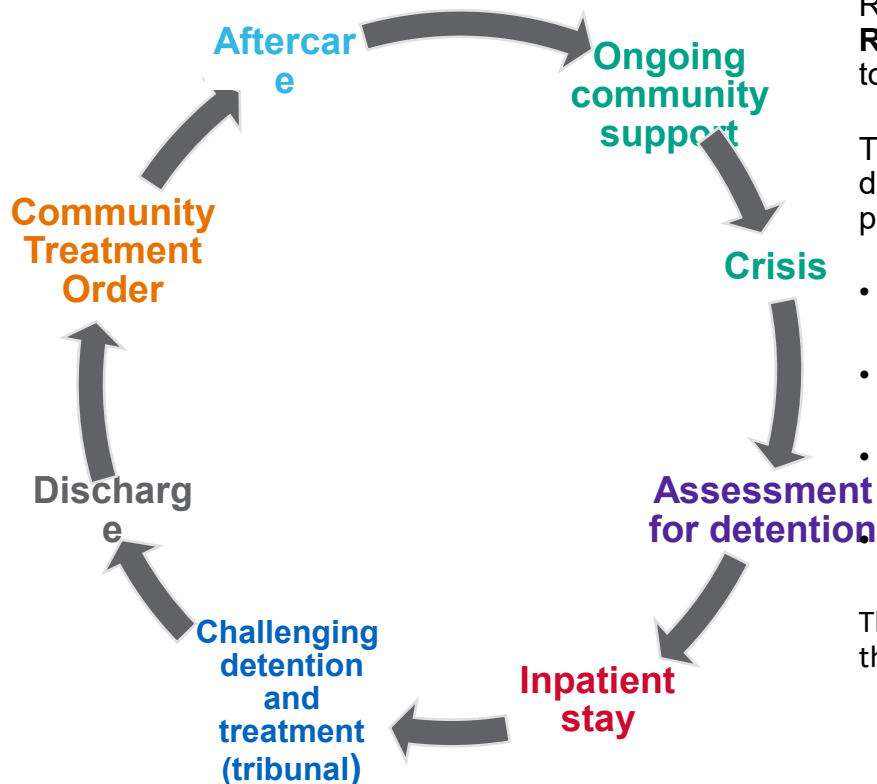 Aftercar
e
Ongoing
community
support
Crisis
Assessment
for detention
Inpatient
stay
Challenging
detention
and
treatment
(tribunal)
Discharg
e
Community
Treatment
Order
to
•
•
•
•